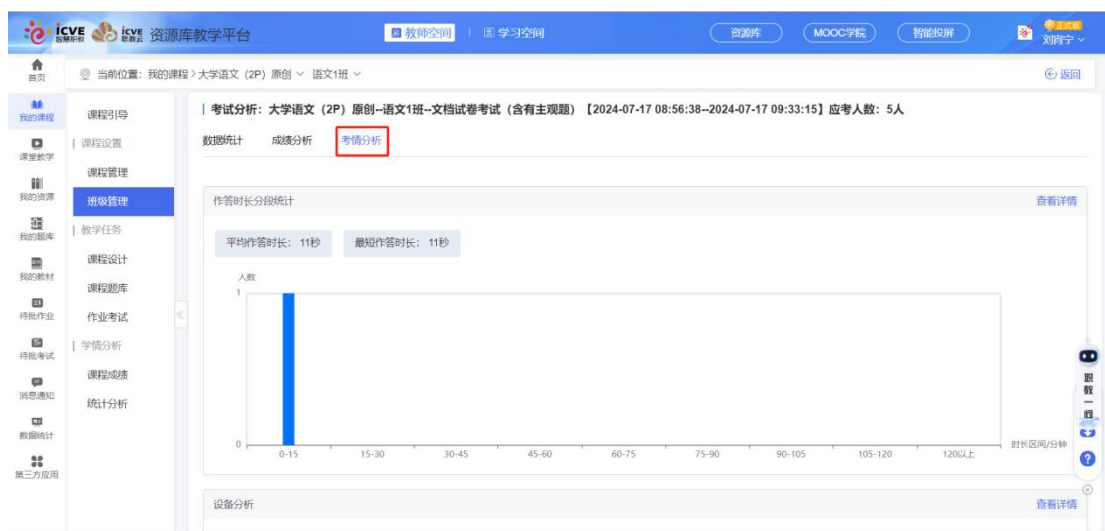 icve 智慧职教 icve 职教云 资源库教学平台 教师空间 学习空间 资源库 MOOC学院 智能投屏 正式版 刘肖宁
首页
当前位置：我的课程>大学语文（2P）原创 语文1班
返回
我的课程
课堂教学
我的资源
我的题库
我的教材
待批作业
待批考试
消息通知
数据统计
第三方应用
课程引导
课程设置
课程管理
班级管理
教学任务
课程设计
课程题库
作业考试
学情分析
课程成绩
统计分析
考试分析：大学语文（2P）原创--语文1班--文档试卷考试（含有主观题）【2024-07-17 08:56:38--2024-07-17 09:33:15】应考人数：5人
数据统计 成绩分析 考情分析
作答时长分段统计 查看详情
平均作答时长： 11秒 最短作答时长： 11秒
人数
1
0
0-15 15-30 30-45 45-60 60-75 75-90 90-105 105-120 120以上
时长区间/分钟
设备分析 查看详情
职教一问